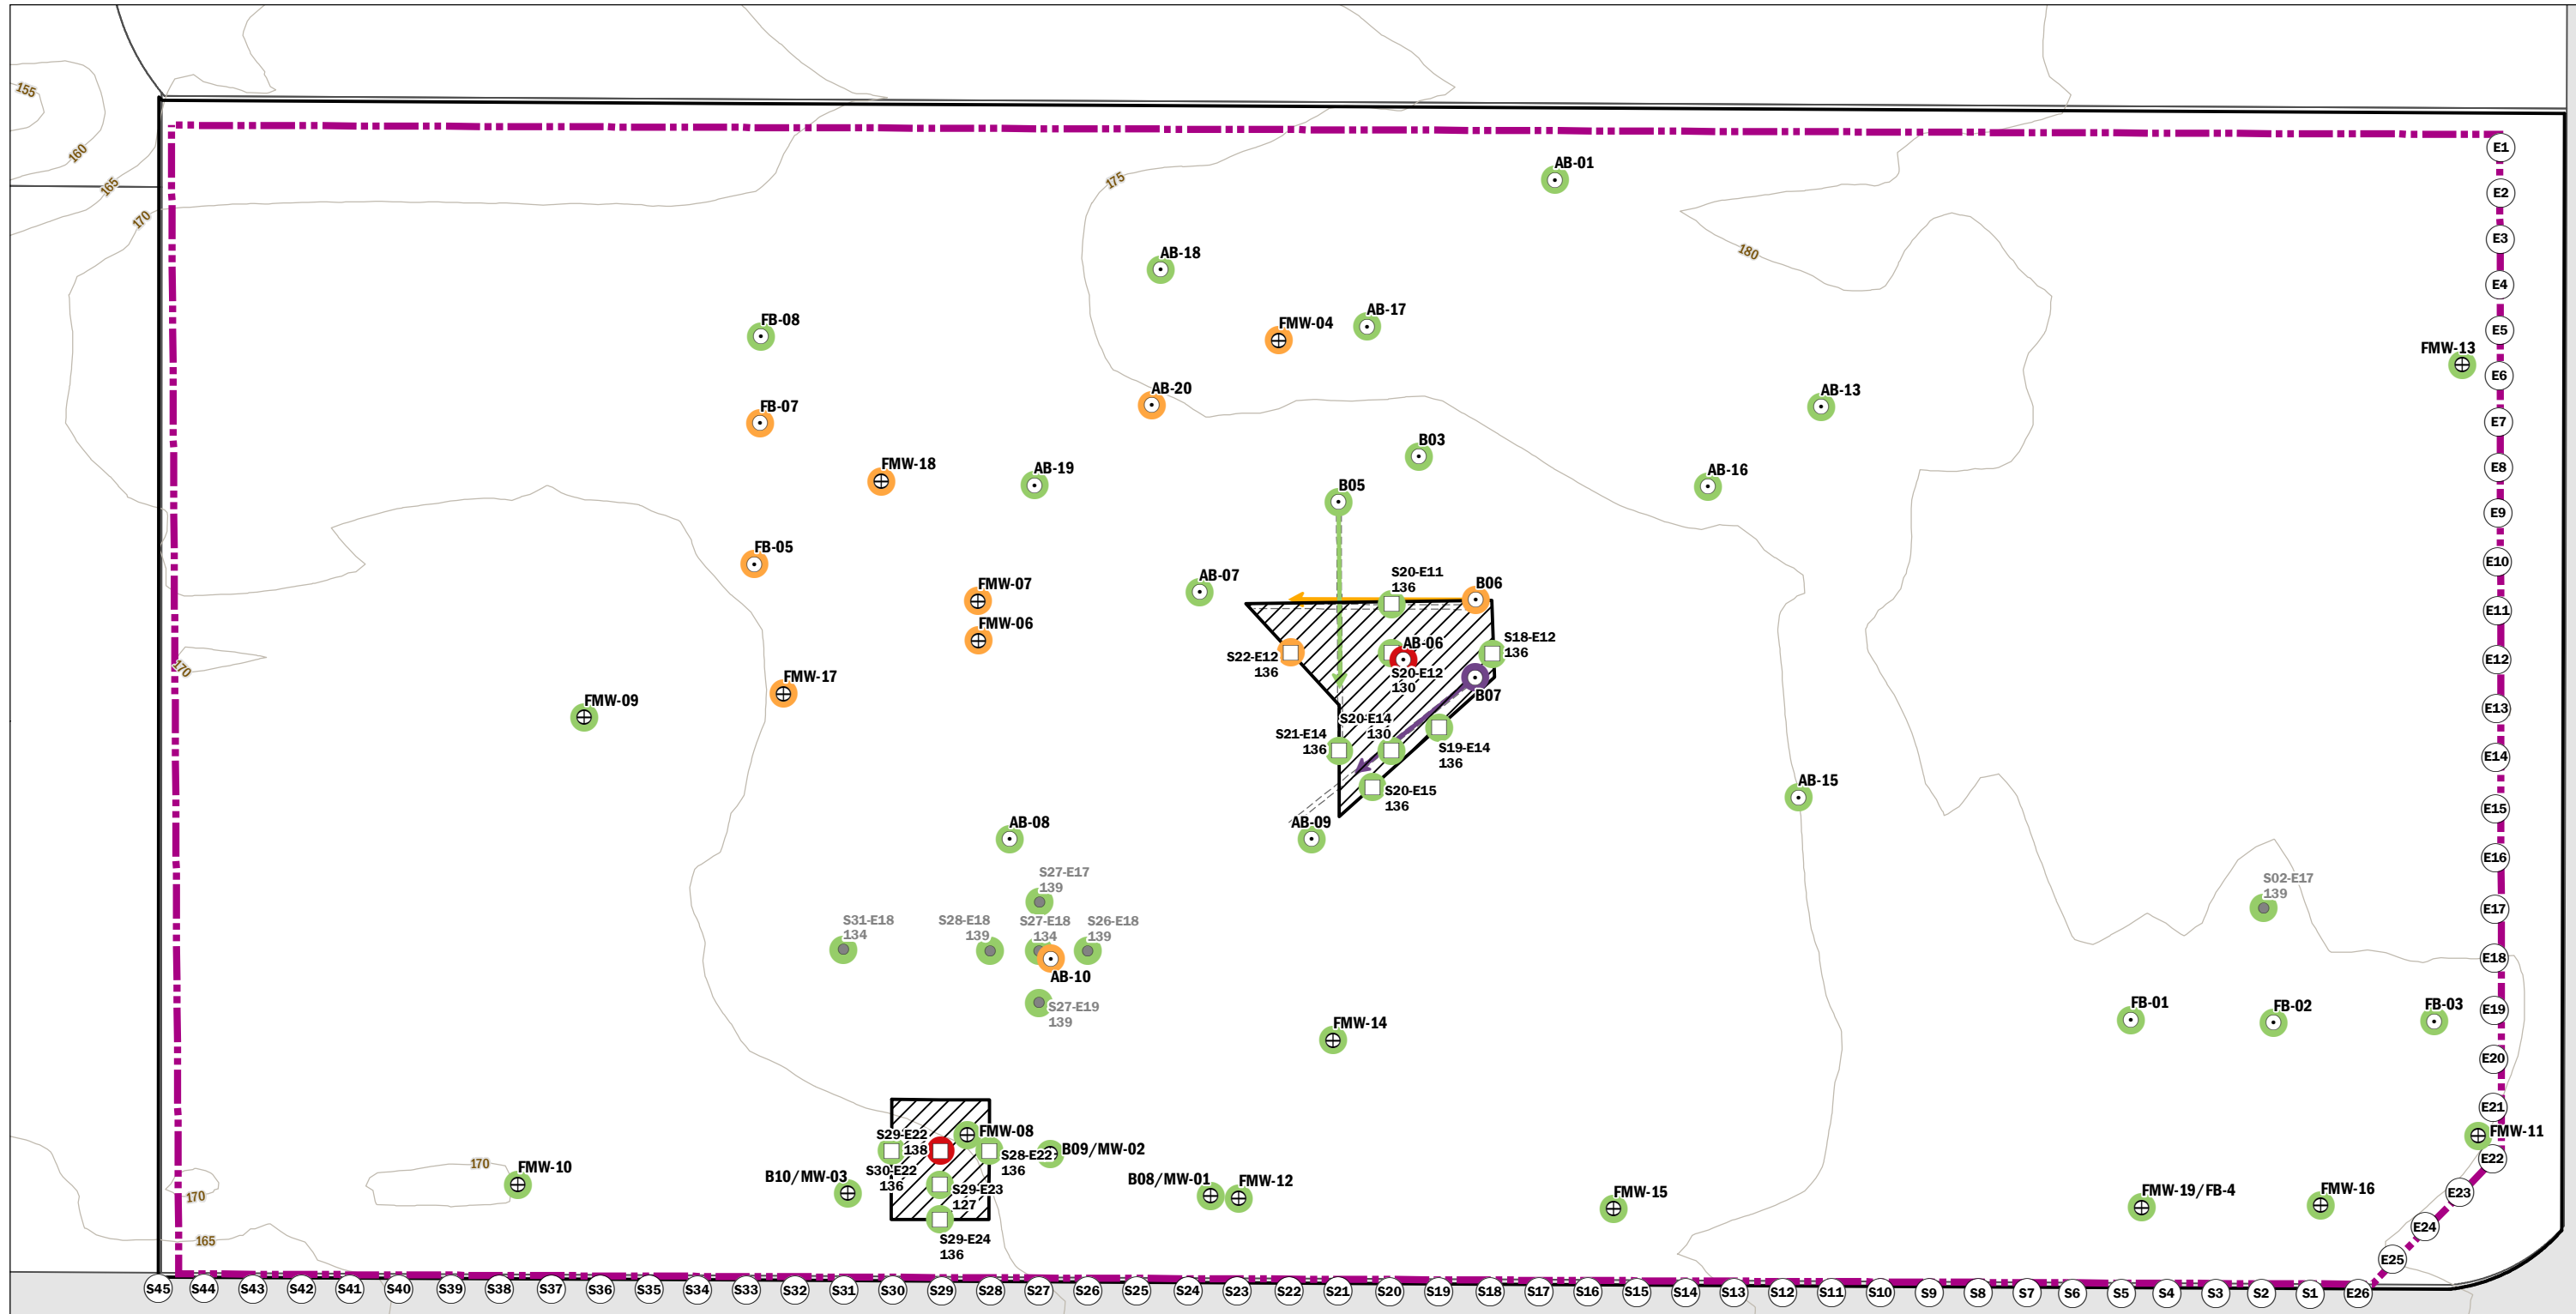 155
160
165
170
175
180
AB-01
AB-18
FB-08
FMW-04
AB-17
FMW-13
AB-20
AB-13
FB-07
B03
FMW-18
AB-19
AB-16
B05
FB-05
AB-07
FMW-07
S20-E11
136
B06
FMW-06
AB-06
S18-E12
136
S22-E12
136
S20-E12
130
B07
170
FMW-17
FMW-09
S20-E14
130
S21-E14
136
S19-E14
136
AB-15
S20-E15
136
AB-08
AB-09
S27-E17
139
S02-E17
139
S31-E18
134
S28-E18
139
S27-E18
134
S26-E18
139
AB-10
S27-E19
139
FMW-14
FB-01
FB-02
FB-03
S29-E22
138
FMW-08
B09/MW-02
FMW-11
S30-E22
136
S28-E22
136
170
FMW-10
B10/MW-03
S29-E23
127
B08/MW-01
FMW-12
FMW-15
FMW-19/FB-4
FMW-16
170
165
S29-E24
136
E1
E2
E3
E4
E5
E6
E7
E8
E9
E10
E11
E12
E13
E14
E15
E16
E17
E18
E19
E20
E21
E22
E23
E24
E25
S45 S44 S43 S42 S41 S40 S39 S38 S37 S36 S35 S34 S33 S32 S31 S30 S29 S28 S27 S26 S25 S24 S23 S22 S21 S20 S19 S18 S17 S16 S15 S14 S13 S12 S11 S10 S9 S8 S7 S6 S5 S4 S3 S2 S1 E26